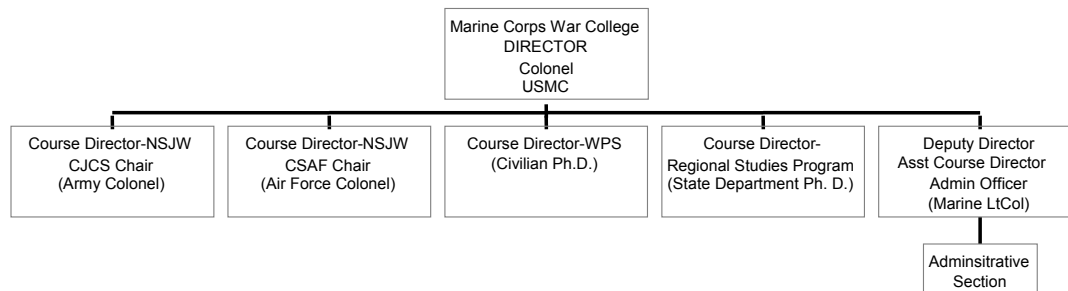 Marine Corps War College
DIRECTOR
Colonel
USMC
Course Director-NSJW
CJCS Chair
(Army Colonel)
Course Director-NSJW
CSAF Chair
(Air Force Colonel)
Course Director-WPS
(Civilian Ph.D.)
Course Director-
Regional Studies Program
(State Department Ph. D.)
Deputy Director
Asst Course Director
Admin Officer
(Marine LtCol)
Adminsitrative
Section